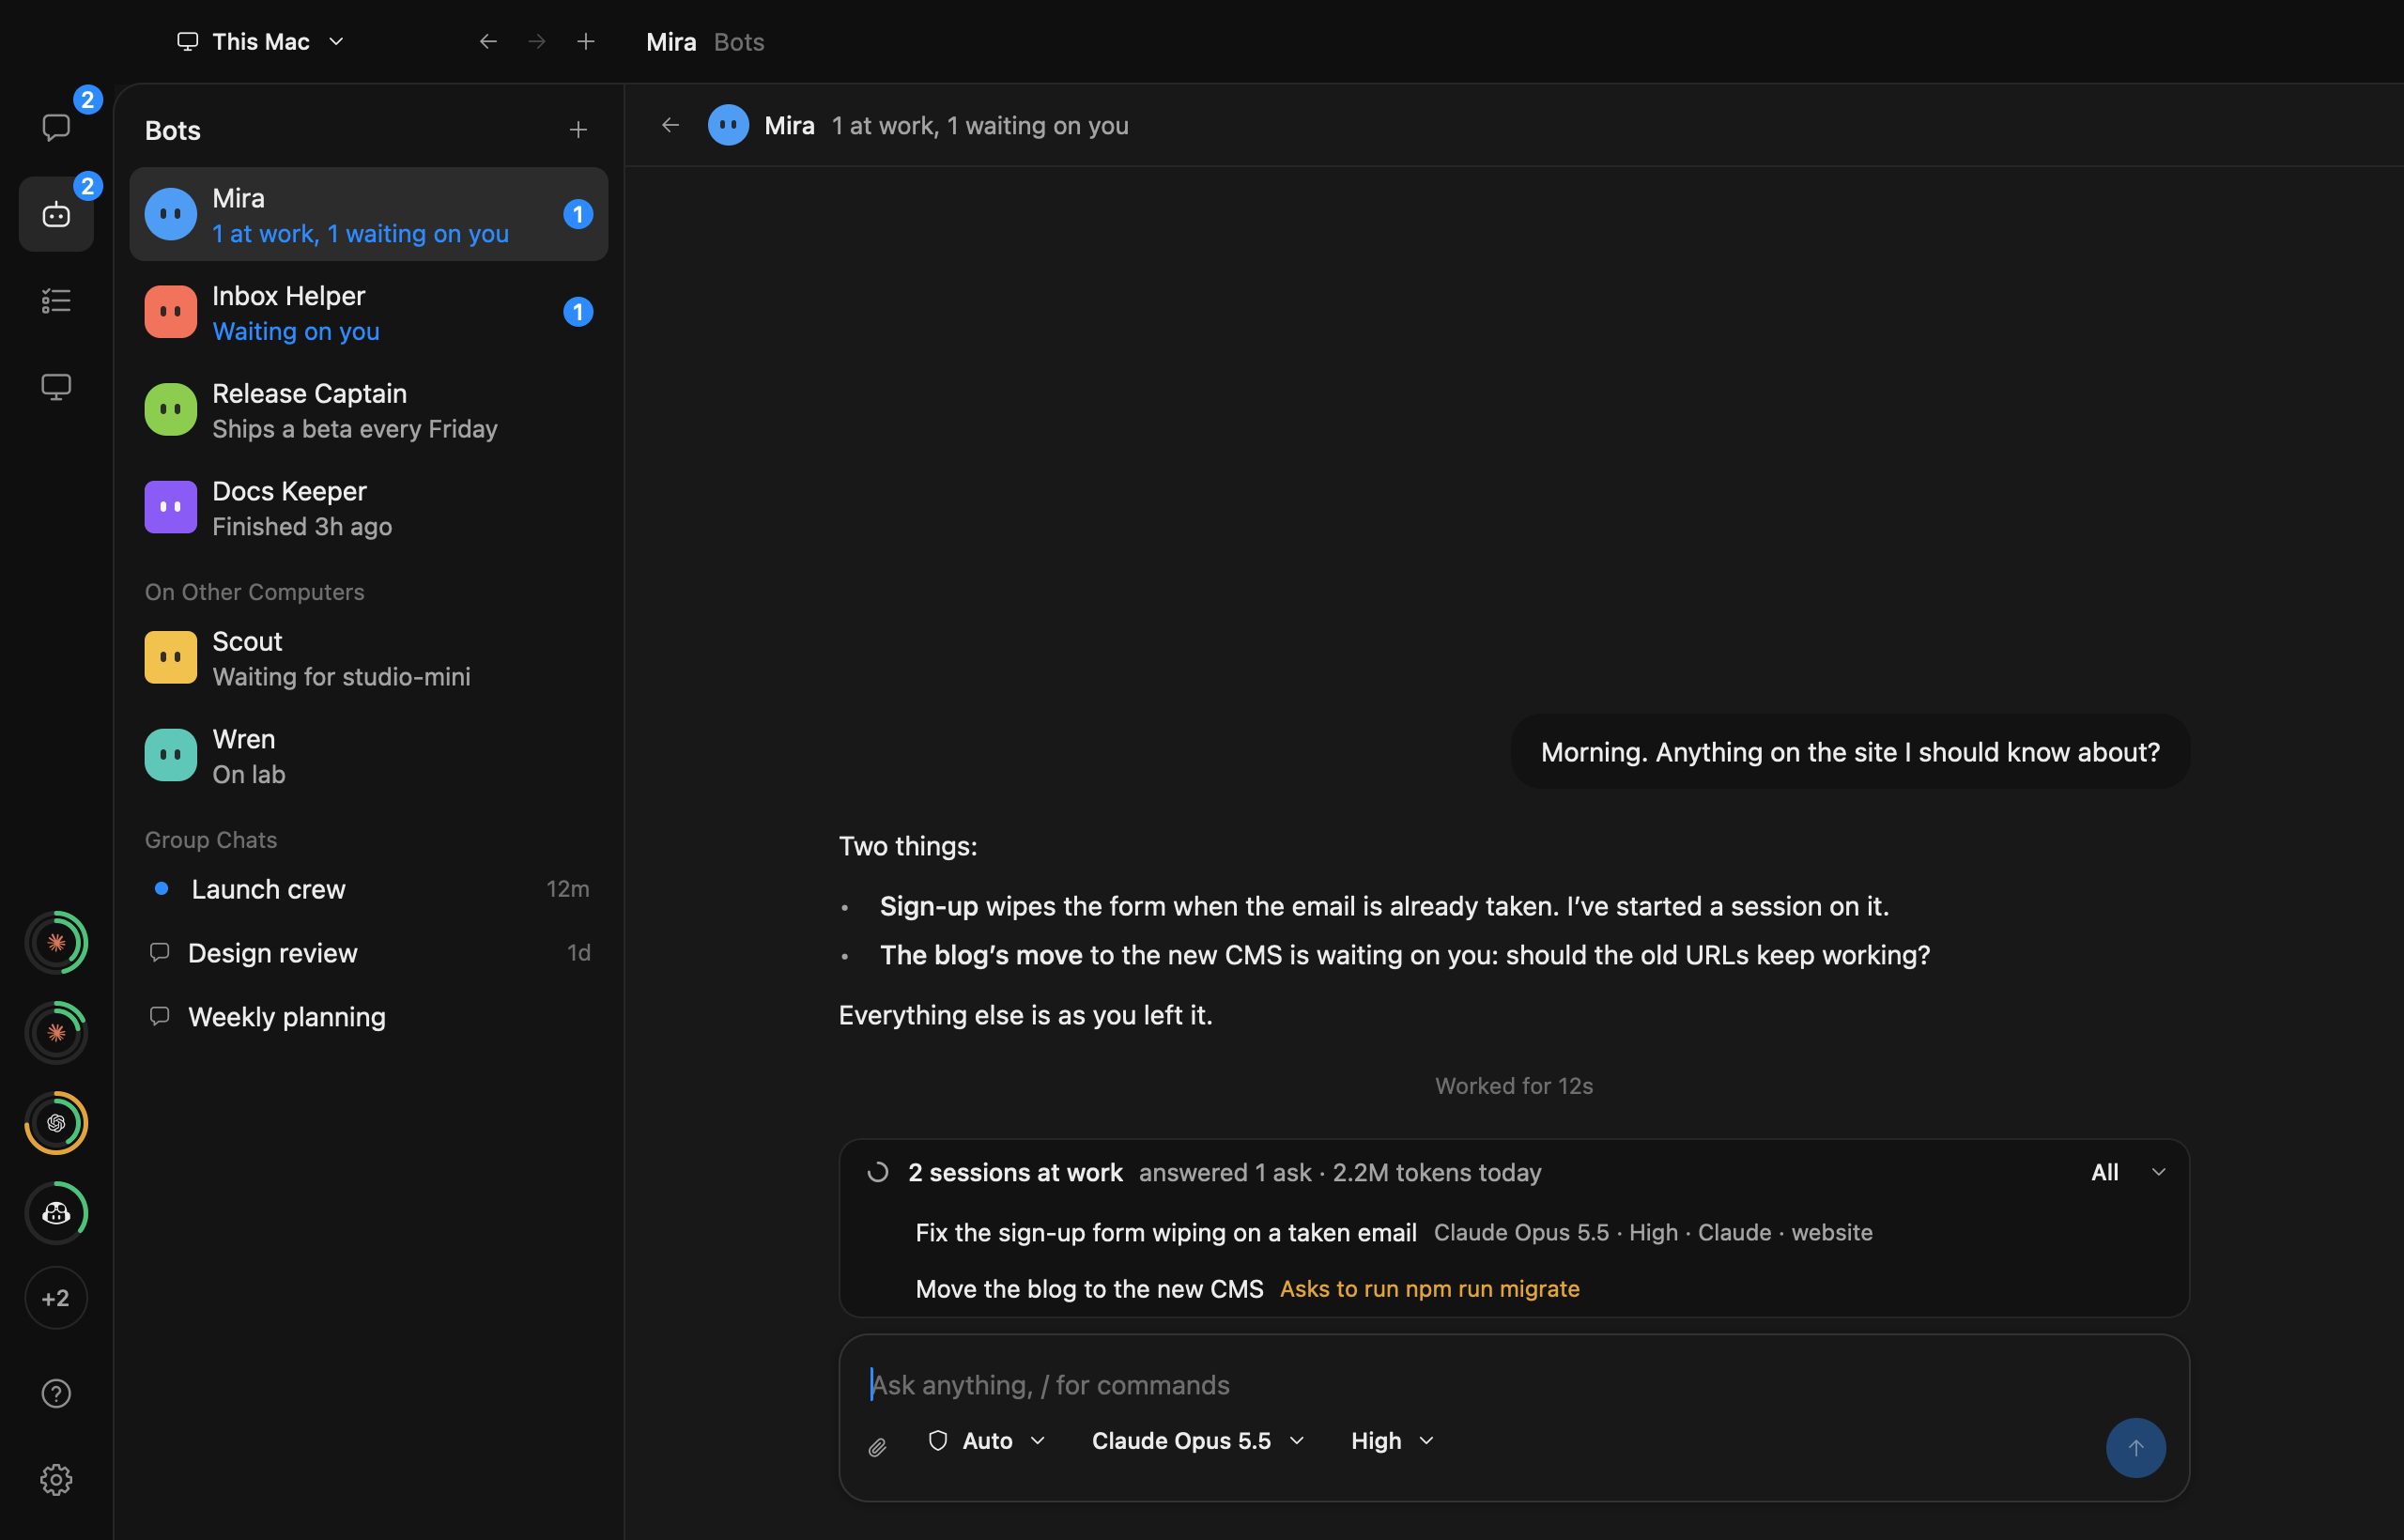 This Mac
Mira Bots
2
2
Bots
Mira
1 at work, 1 waiting on you
1
Inbox Helper
Waiting on you
1
Release Captain
Ships a beta every Friday
Docs Keeper
Finished 3h ago
On Other Computers
Scout
Waiting for studio-mini
Wren
On lab
Group Chats
Launch crew 12m
Design review 1d
Weekly planning
+2
Mira 1 at work, 1 waiting on you
Morning. Anything on the site I should know about?
Two things:
• Sign-up wipes the form when the email is already taken. I’ve started a session on it.
• The blog’s move to the new CMS is waiting on you: should the old URLs keep working?
Everything else is as you left it.
Worked for 12s
2 sessions at work answered 1 ask · 2.2M tokens today All
Fix the sign-up form wiping on a taken email Claude Opus 5.5 · High · Claude · website
Move the blog to the new CMS Asks to run npm run migrate
Ask anything, / for commands
Auto Claude Opus 5.5 High